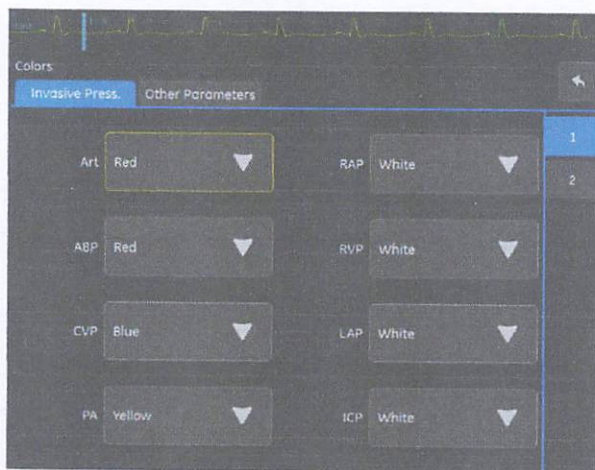 Colors
Invasive Press. Other Parameters
1
2
Art Red RAP White
ABP Red RVP White
CVP Blue LAP White
PA Yellow ICP White